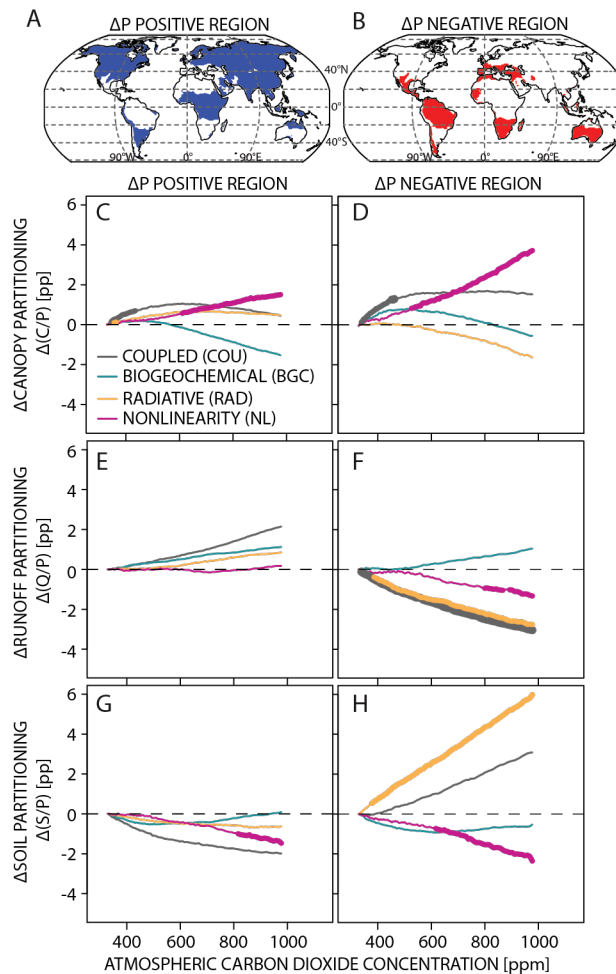 A
ΔP POSITIVE REGION
B
ΔP NEGATIVE REGION
40°N
0°
40°S
90°W
0°
90°E
90°W
0°
90°E
ΔP POSITIVE REGION
ΔP NEGATIVE REGION
C
D
ΔCANOPY PARTITIONING
Δ(C/P) [pp]
6
4
2
0
-2
-4
COUPLED (COU)
BIOGEOCHEMICAL (BGC)
RADIATIVE (RAD)
NONLINEARITY (NL)
E
F
ΔRUNOFF PARTITIONING
Δ(Q/P) [pp]
6
4
2
0
-2
-4
G
H
ΔSOIL PARTITIONING
Δ(S/P) [pp]
6
4
2
0
-2
-4
400
600
800
1000
400
600
800
1000
ATMOSPHERIC CARBON DIOXIDE CONCENTRATION [ppm]